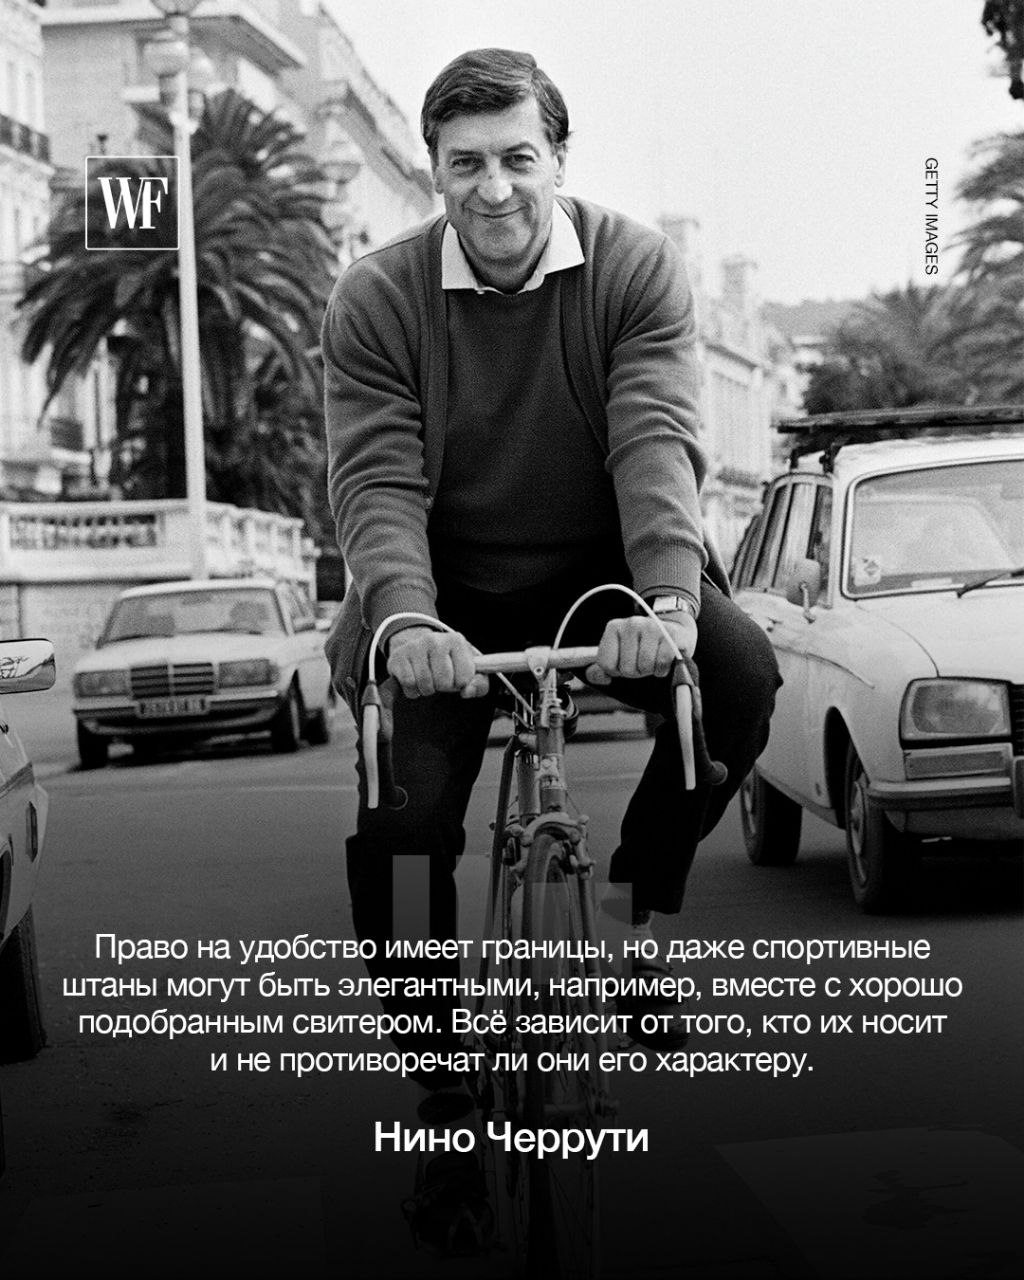 WF
GETTY IMAGES
Право на удобство имеет границы, но даже спортивные
штаны могут быть элегантными, например, вместе с хорошо
подобранным свитером. Всё зависит от того, кто их носит
и не противоречат ли они его характеру.
Нино Черрути